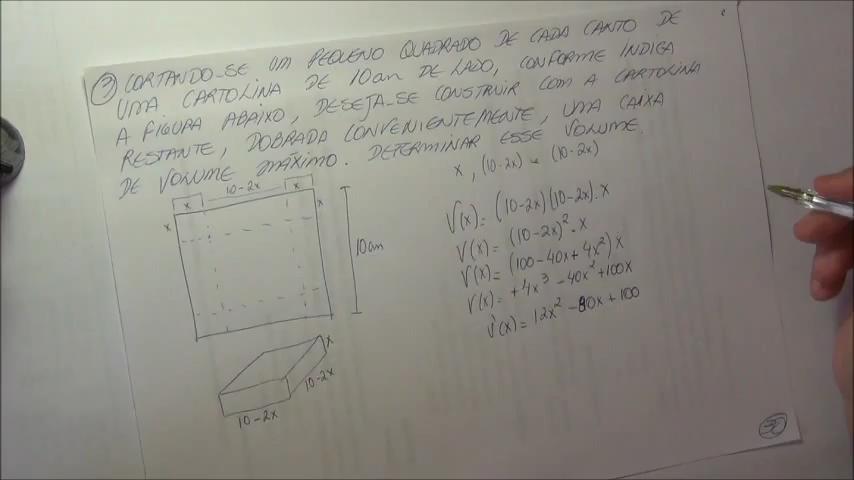 3) CORTANDO-SE UM PEQUENO QUADRADO DE CADA CANTO DE
UMA CARTOLINA DE 10cm DE LADO, CONFORME INDICA
A FIGURA ABAIXO, DESEJA-SE CONSTRUIR COM A CARTOLINA
RESTANTE, DOBRADA CONVENIENTEMENTE, UMA CAIXA
DE VOLUME MÁXIMO. DETERMINAR ESSE VOLUME.
x, (10-2x) e (10-2x)
x 10-2x x
x x
10cm
V(x) = (10-2x)(10-2x).x
V(x) = (10-2x)².x
V(x) = (100-40x+4x²)x
V(x) = +4x³ -40x²+100x
V'(x) = 12x² -80x+100
x
10-2x
10-2x
30